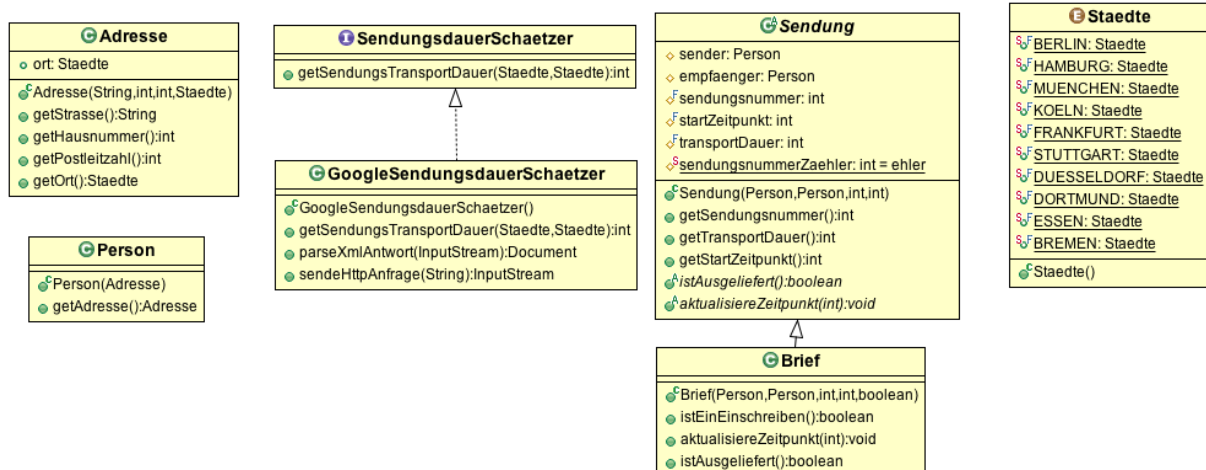 Adresse
ort: Staedte
Adresse(String,int,int,Staedte)
getStrasse():String
getHausnummer():int
getPostleitzahl():int
getOrt():Staedte
Person
Person(Adresse)
getAdresse():Adresse
SendungsdauerSchaetzer
getSendungsTransportDauer(Staedte,Staedte):int
GoogleSendungsdauerSchaetzer
GoogleSendungsdauerSchaetzer()
getSendungsTransportDauer(Staedte,Staedte):int
parseXmlAntwort(InputStream):Document
sendeHttpAnfrage(String):InputStream
Sendung
sender: Person
empfaenger: Person
sendungsnummer: int
startZeitpunkt: int
transportDauer: int
sendungsnummerZaehler: int = ehler
Sendung(Person,Person,int,int)
getSendungsnummer():int
getTransportDauer():int
getStartZeitpunkt():int
istAusgeliefert():boolean
aktualisiereZeitpunkt(int):void
Brief
Brief(Person,Person,int,int,boolean)
istEinEinschreiben():boolean
aktualisiereZeitpunkt(int):void
istAusgeliefert():boolean
Staedte
BERLIN: Staedte
HAMBURG: Staedte
MUENCHEN: Staedte
KOELN: Staedte
FRANKFURT: Staedte
STUTTGART: Staedte
DUESSELDORF: Staedte
DORTMUND: Staedte
ESSEN: Staedte
BREMEN: Staedte
Staedte()